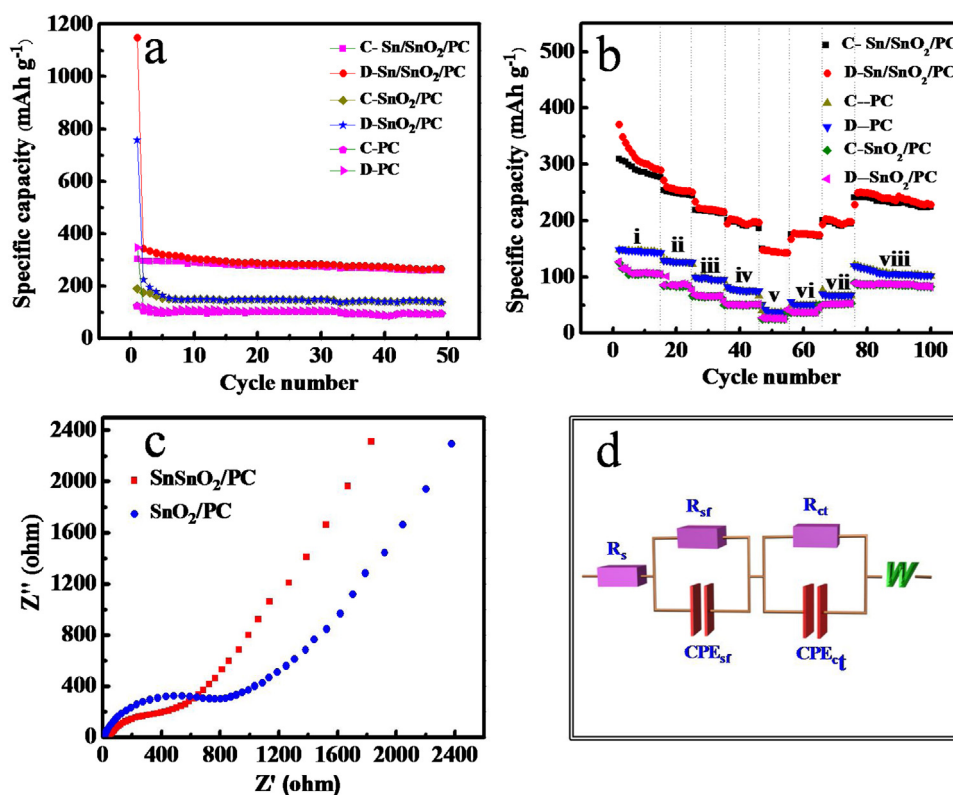 a
1200
1000
800
600
400
200
0
Specific capacity (mAh g⁻¹)
C- Sn/SnO₂/PC
D-Sn/SnO₂/PC
C-SnO₂/PC
D-SnO₂/PC
C-PC
D-PC
0 10 20 30 40 50
Cycle number
b
500
400
300
200
100
0
Specific capacity (mAh g⁻¹)
C- Sn/SnO₂/PC
D-Sn/SnO₂/PC
C--PC
D--PC
C-SnO₂/PC
D--SnO₂/PC
i ii iii iv v vi vii viii
0 20 40 60 80 100
Cycle number
c
2400
2000
1600
1200
800
400
0
Z'' (ohm)
SnSnO₂/PC
SnO₂/PC
0 400 800 1200 1600 2000 2400
Z' (ohm)
d
Rsf
Rct
Rs
W
CPEsf
CPEct